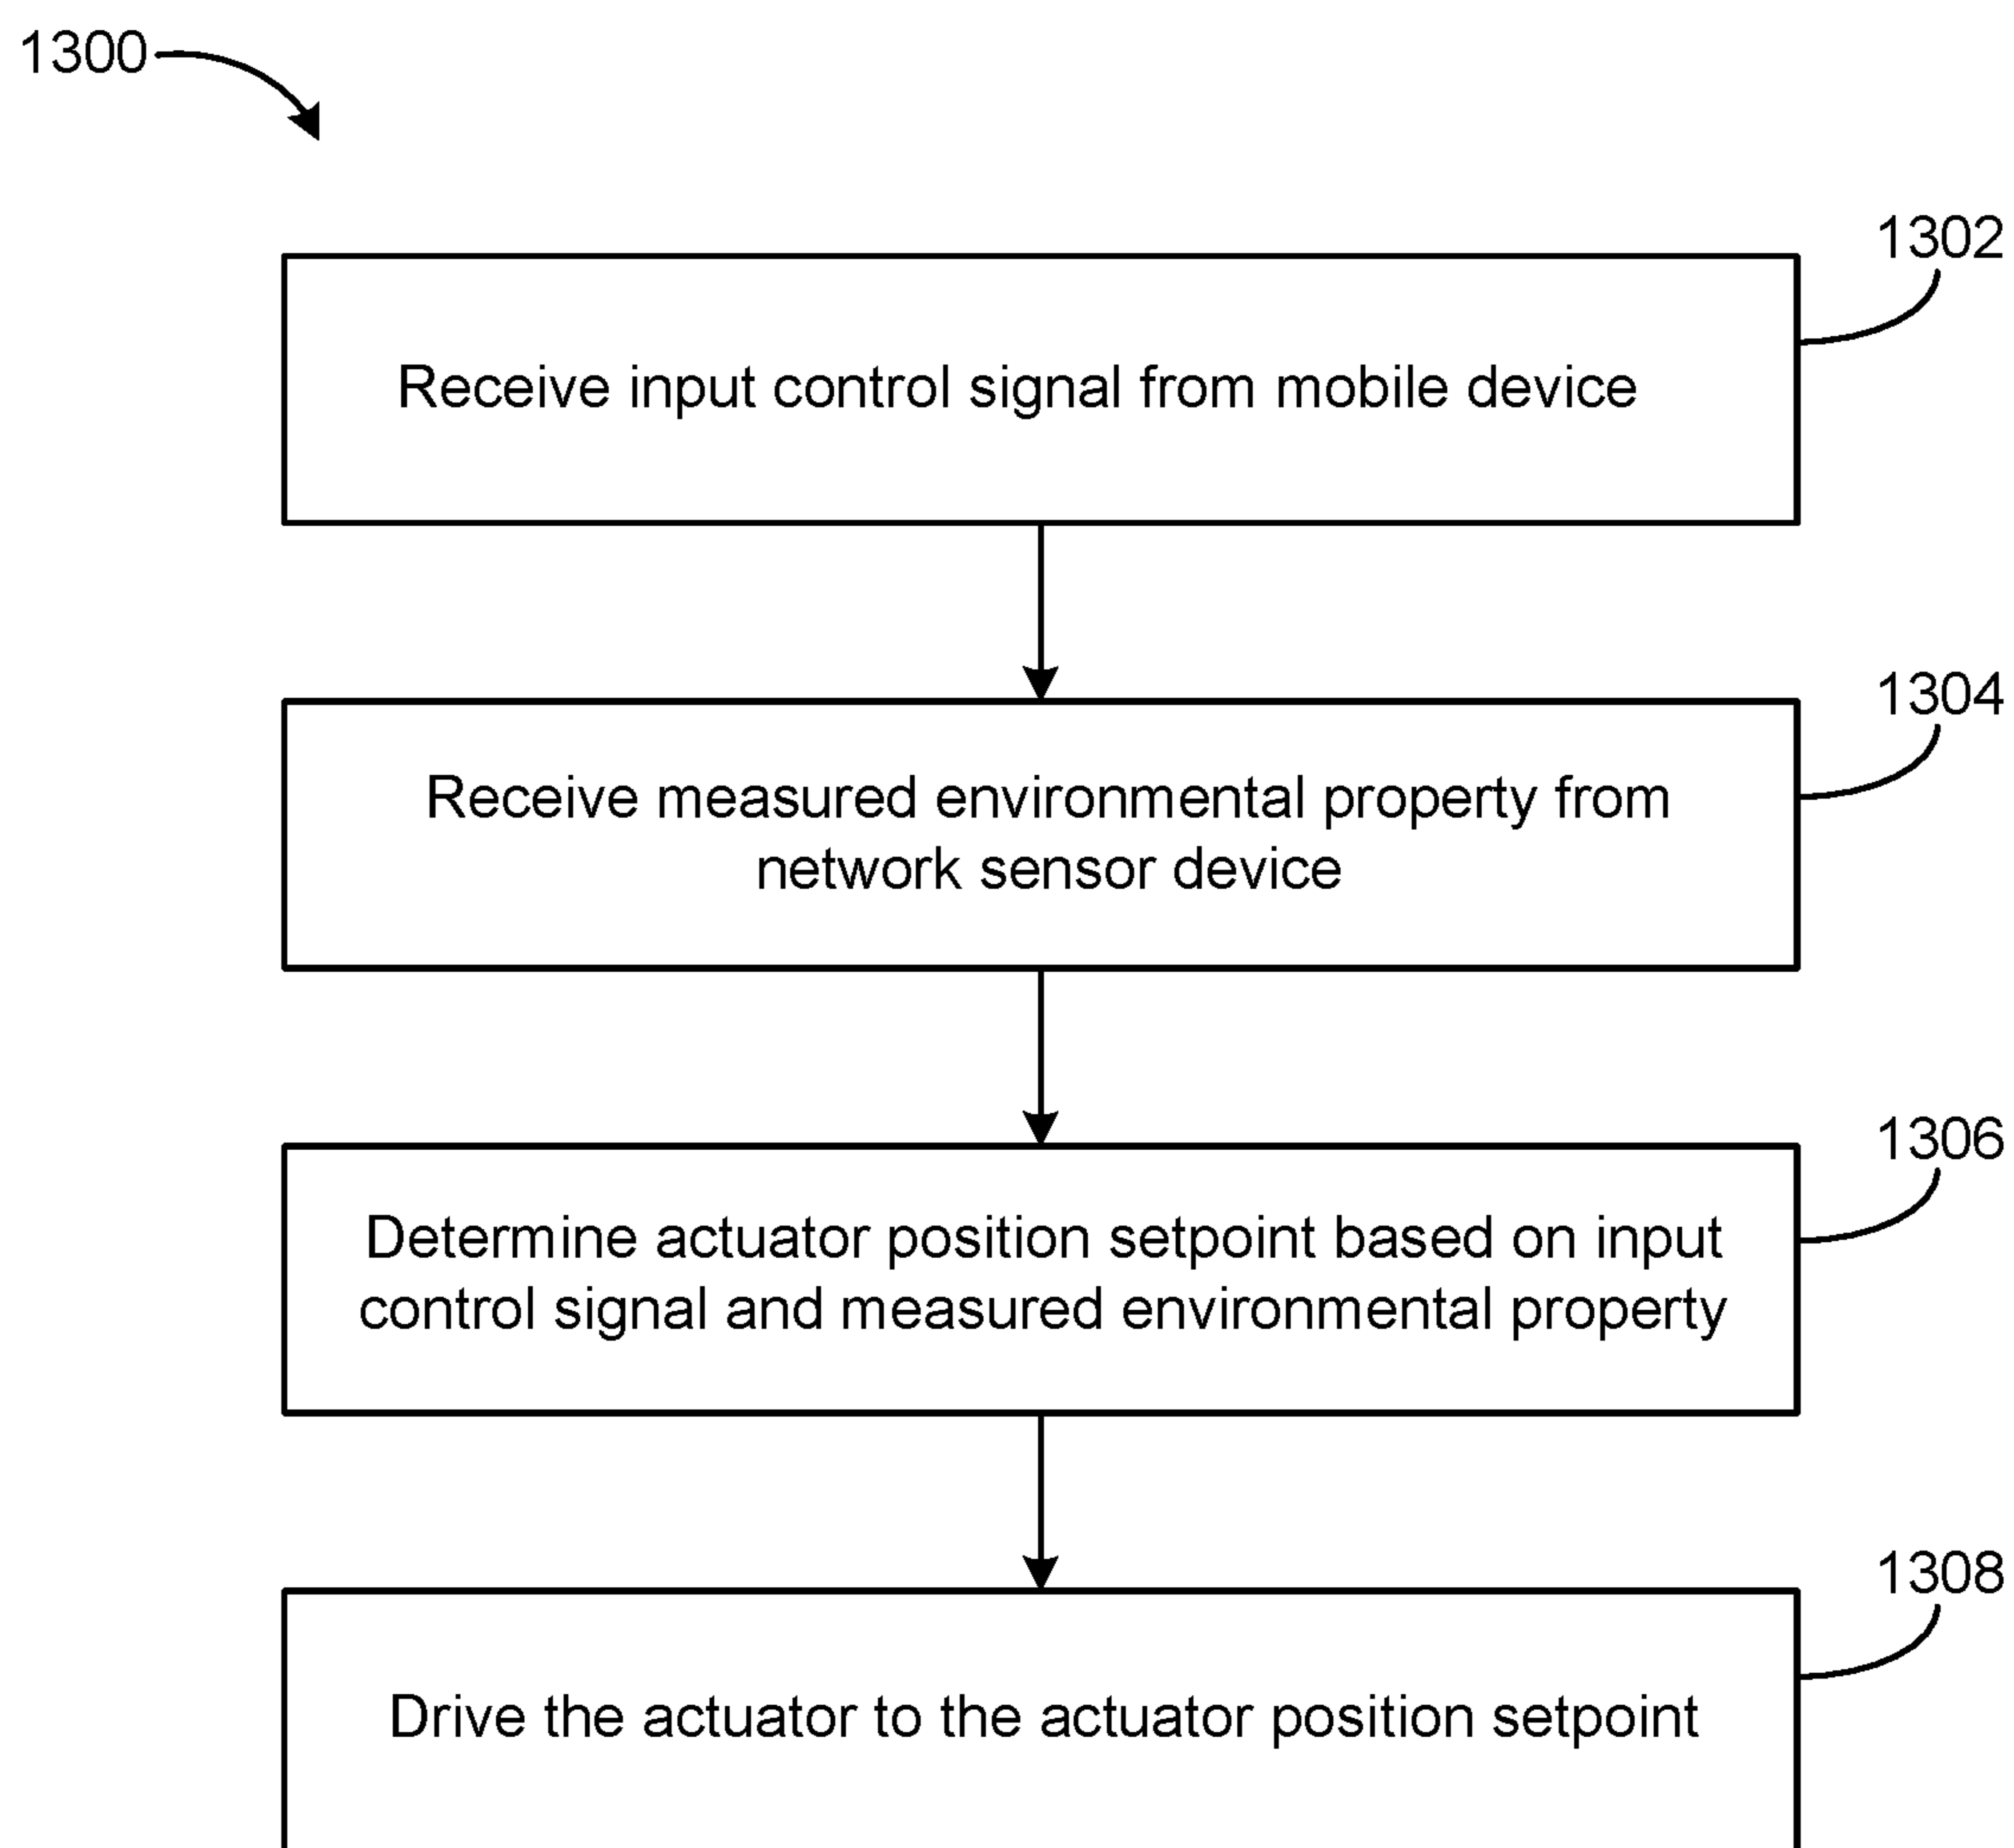 1300
1302
Receive input control signal from mobile device
1304
Receive measured environmental property from
network sensor device
1306
Determine actuator position setpoint based on input
control signal and measured environmental property
1308
Drive the actuator to the actuator position setpoint